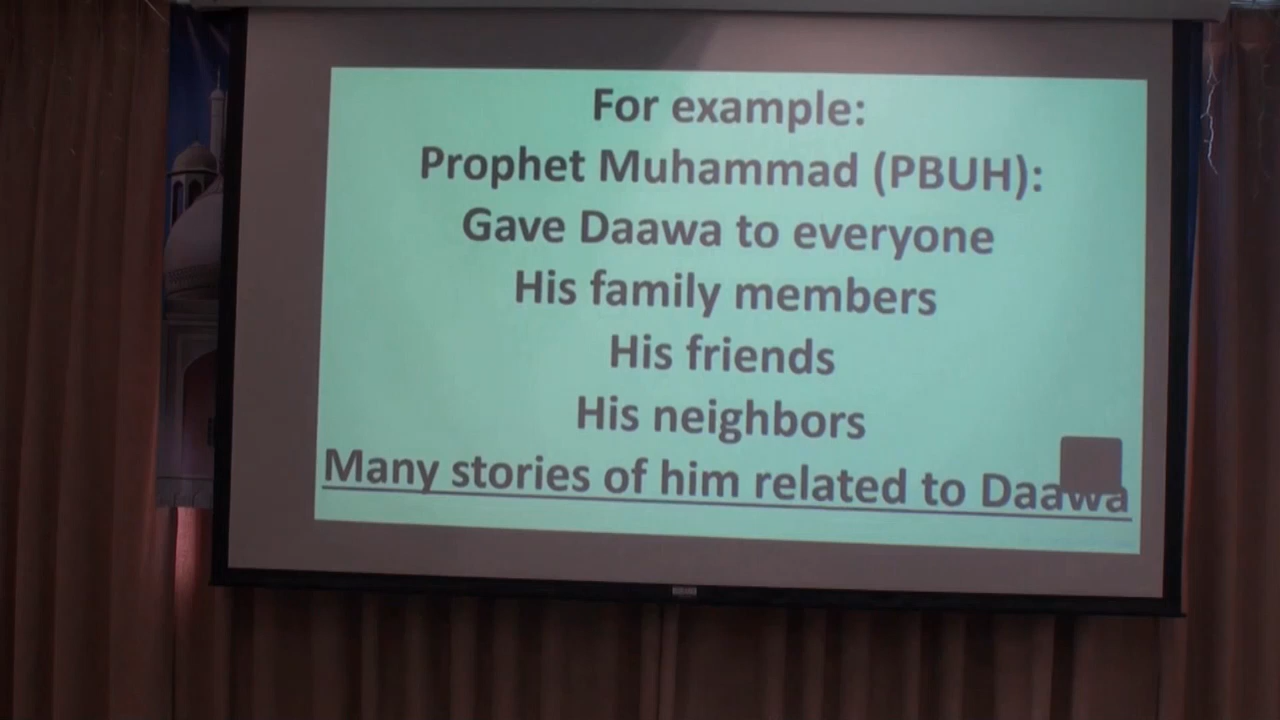 For example:
Prophet Muhammad (PBUH):
Gave Daawa to everyone
His family members
His friends
His neighbors
Many stories of him related to Daawa